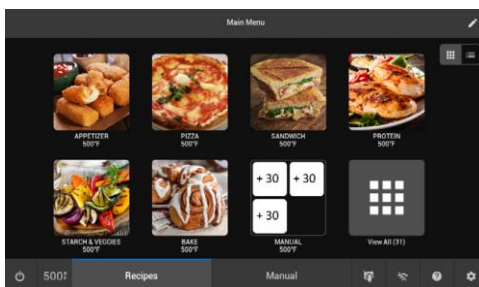 Main Menu
APPETIZER
500°F
PIZZA
500°F
SANDWICH
500°F
PROTEIN
500°F
STARCH & VEGGIES
500°F
BAKE
500°F
+ 30
+ 30
+ 30
MANUAL
500°F
View All (31)
500°F
Recipes
Manual